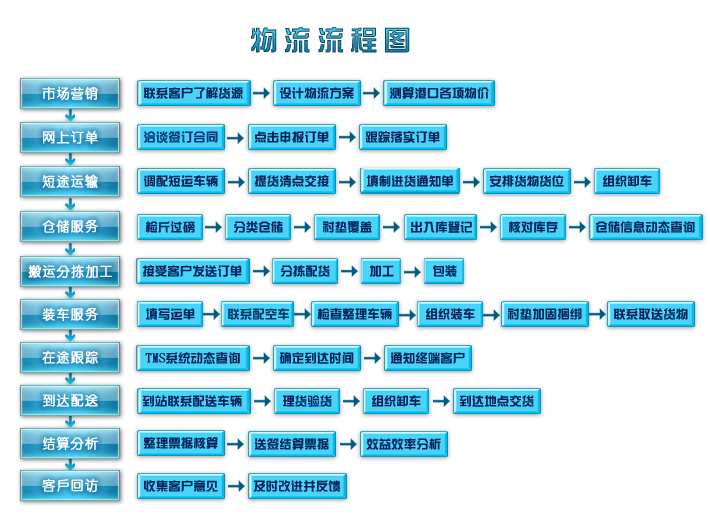 物流流程图
市场营销 联系客户了解货源 设计物流方案 测算港口各项物价
网上订单 洽谈签订合同 点击申报订单 跟踪落实订单
短途运输 调配短运车辆 提货清点交接 填制进货通知单 安排货物货位 组织卸车
仓储服务 检斤过磅 分类仓储 衬垫覆盖 出入库登记 核对库存 仓储信息动态查询
搬运分拣加工 接受客户发送订单 分拣配货 加工 包装
装车服务 填写运单 联系配空车 检查整理车辆 组织装车 衬垫加固捆绑 联系取送货物
在途跟踪 TMS系统动态查询 确定到达时间 通知终端客户
到达配送 到站联系配送车辆 理货验货 组织卸车 到达地点交货
结算分析 整理票据核算 送签结算票据 效益效率分析
客戶回访 收集客户意见 及时改进并反馈